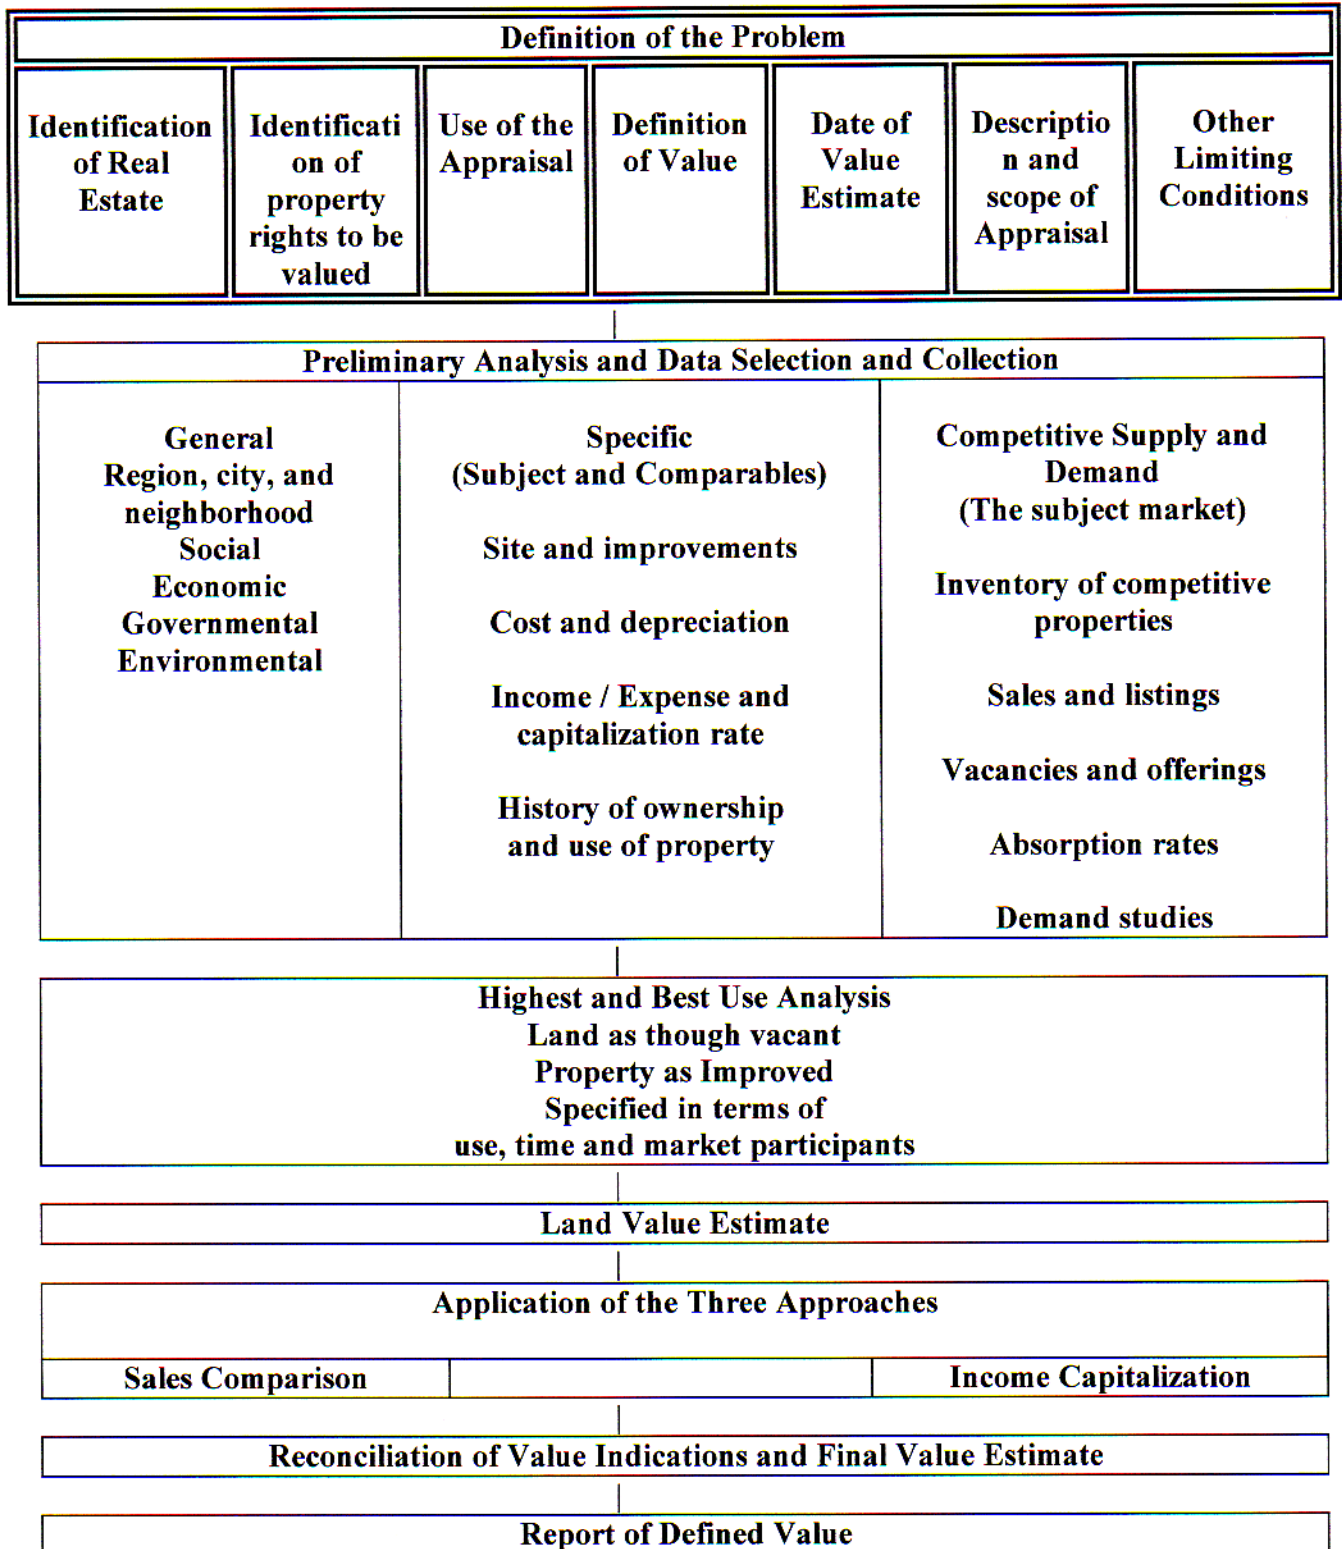 Definition of the Problem
Identification
of Real
Estate
Identificati
on of
property
rights to be
valued
Use of the
Appraisal
Definition
of Value
Date of
Value
Estimate
Descriptio
n and
scope of
Appraisal
Other
Limiting
Conditions
Preliminary Analysis and Data Selection and Collection
General
Region, city, and
neighborhood
Social
Economic
Governmental
Environmental
Specific
(Subject and Comparables)
Site and improvements
Cost and depreciation
Income / Expense and
capitalization rate
History of ownership
and use of property
Competitive Supply and
Demand
(The subject market)
Inventory of competitive
properties
Sales and listings
Vacancies and offerings
Absorption rates
Demand studies
Highest and Best Use Analysis
Land as though vacant
Property as Improved
Specified in terms of
use, time and market participants
Land Value Estimate
Application of the Three Approaches
Sales Comparison
Income Capitalization
Reconciliation of Value Indications and Final Value Estimate
Report of Defined Value